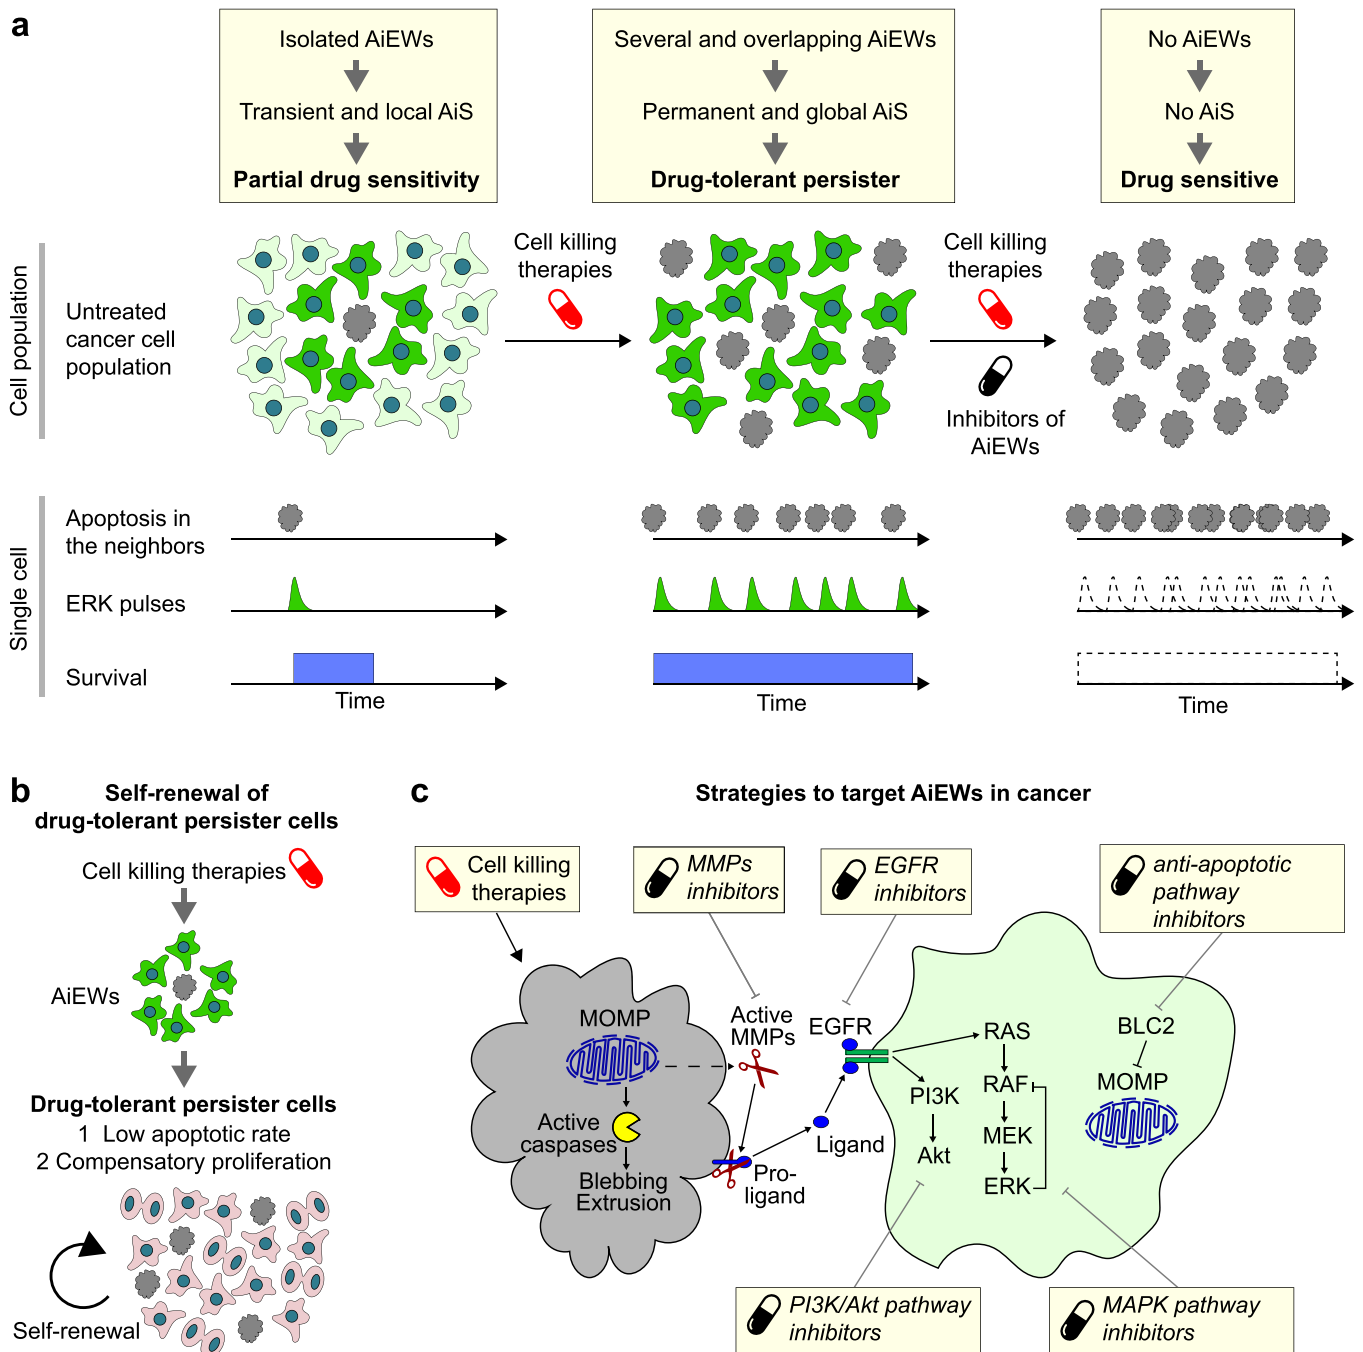 a
Isolated AiEWs
Transient and local AiS
Partial drug sensitivity
Several and overlapping AiEWs
Permanent and global AiS
Drug-tolerant persister
No AiEWs
No AiS
Drug sensitive
Cell population
Untreated
cancer cell
population
Cell killing
therapies
Cell killing
therapies
Inhibitors of
AiEWs
Single cell
Apoptosis in
the neighbors
ERK pulses
Survival
Time
Time
Time
b
Self-renewal of
drug-tolerant persister cells
Cell killing therapies
AiEWs
Drug-tolerant persister cells
1 Low apoptotic rate
2 Compensatory proliferation
Self-renewal
c
Strategies to target AiEWs in cancer
Cell killing
therapies
MMPs
inhibitors
EGFR
inhibitors
anti-apoptotic
pathway
inhibitors
MOMP
Active
caspases
Blebbing
Extrusion
Active
MMPs
Pro-
ligand
Ligand
EGFR
PI3K
Akt
RAS
RAF
MEK
ERK
BLC2
MOMP
PI3K/Akt pathway
inhibitors
MAPK pathway
inhibitors